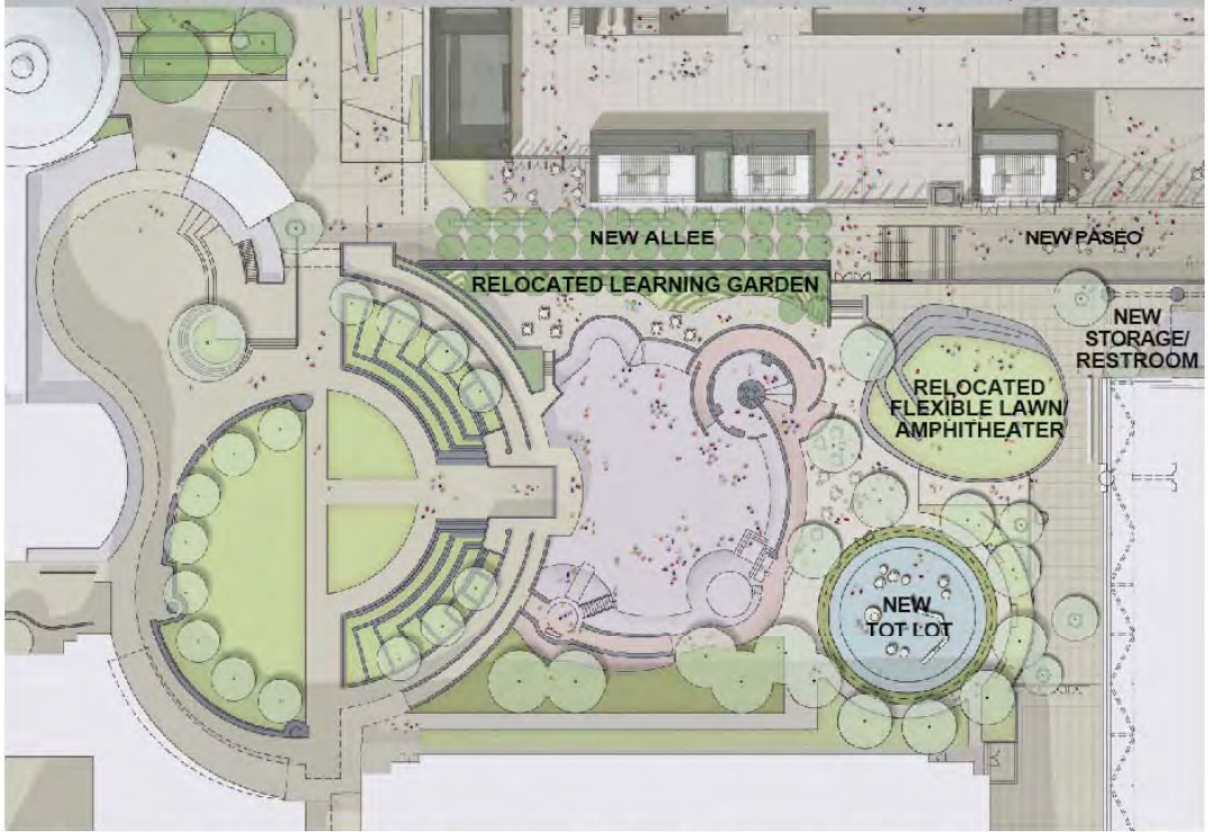 NEW ALLEE
NEW PASEO
RELOCATED LEARNING GARDEN
NEW
STORAGE/
RESTROOM
RELOCATED
FLEXIBLE LAWN/
AMPHITHEATER
NEW
TOT LOT